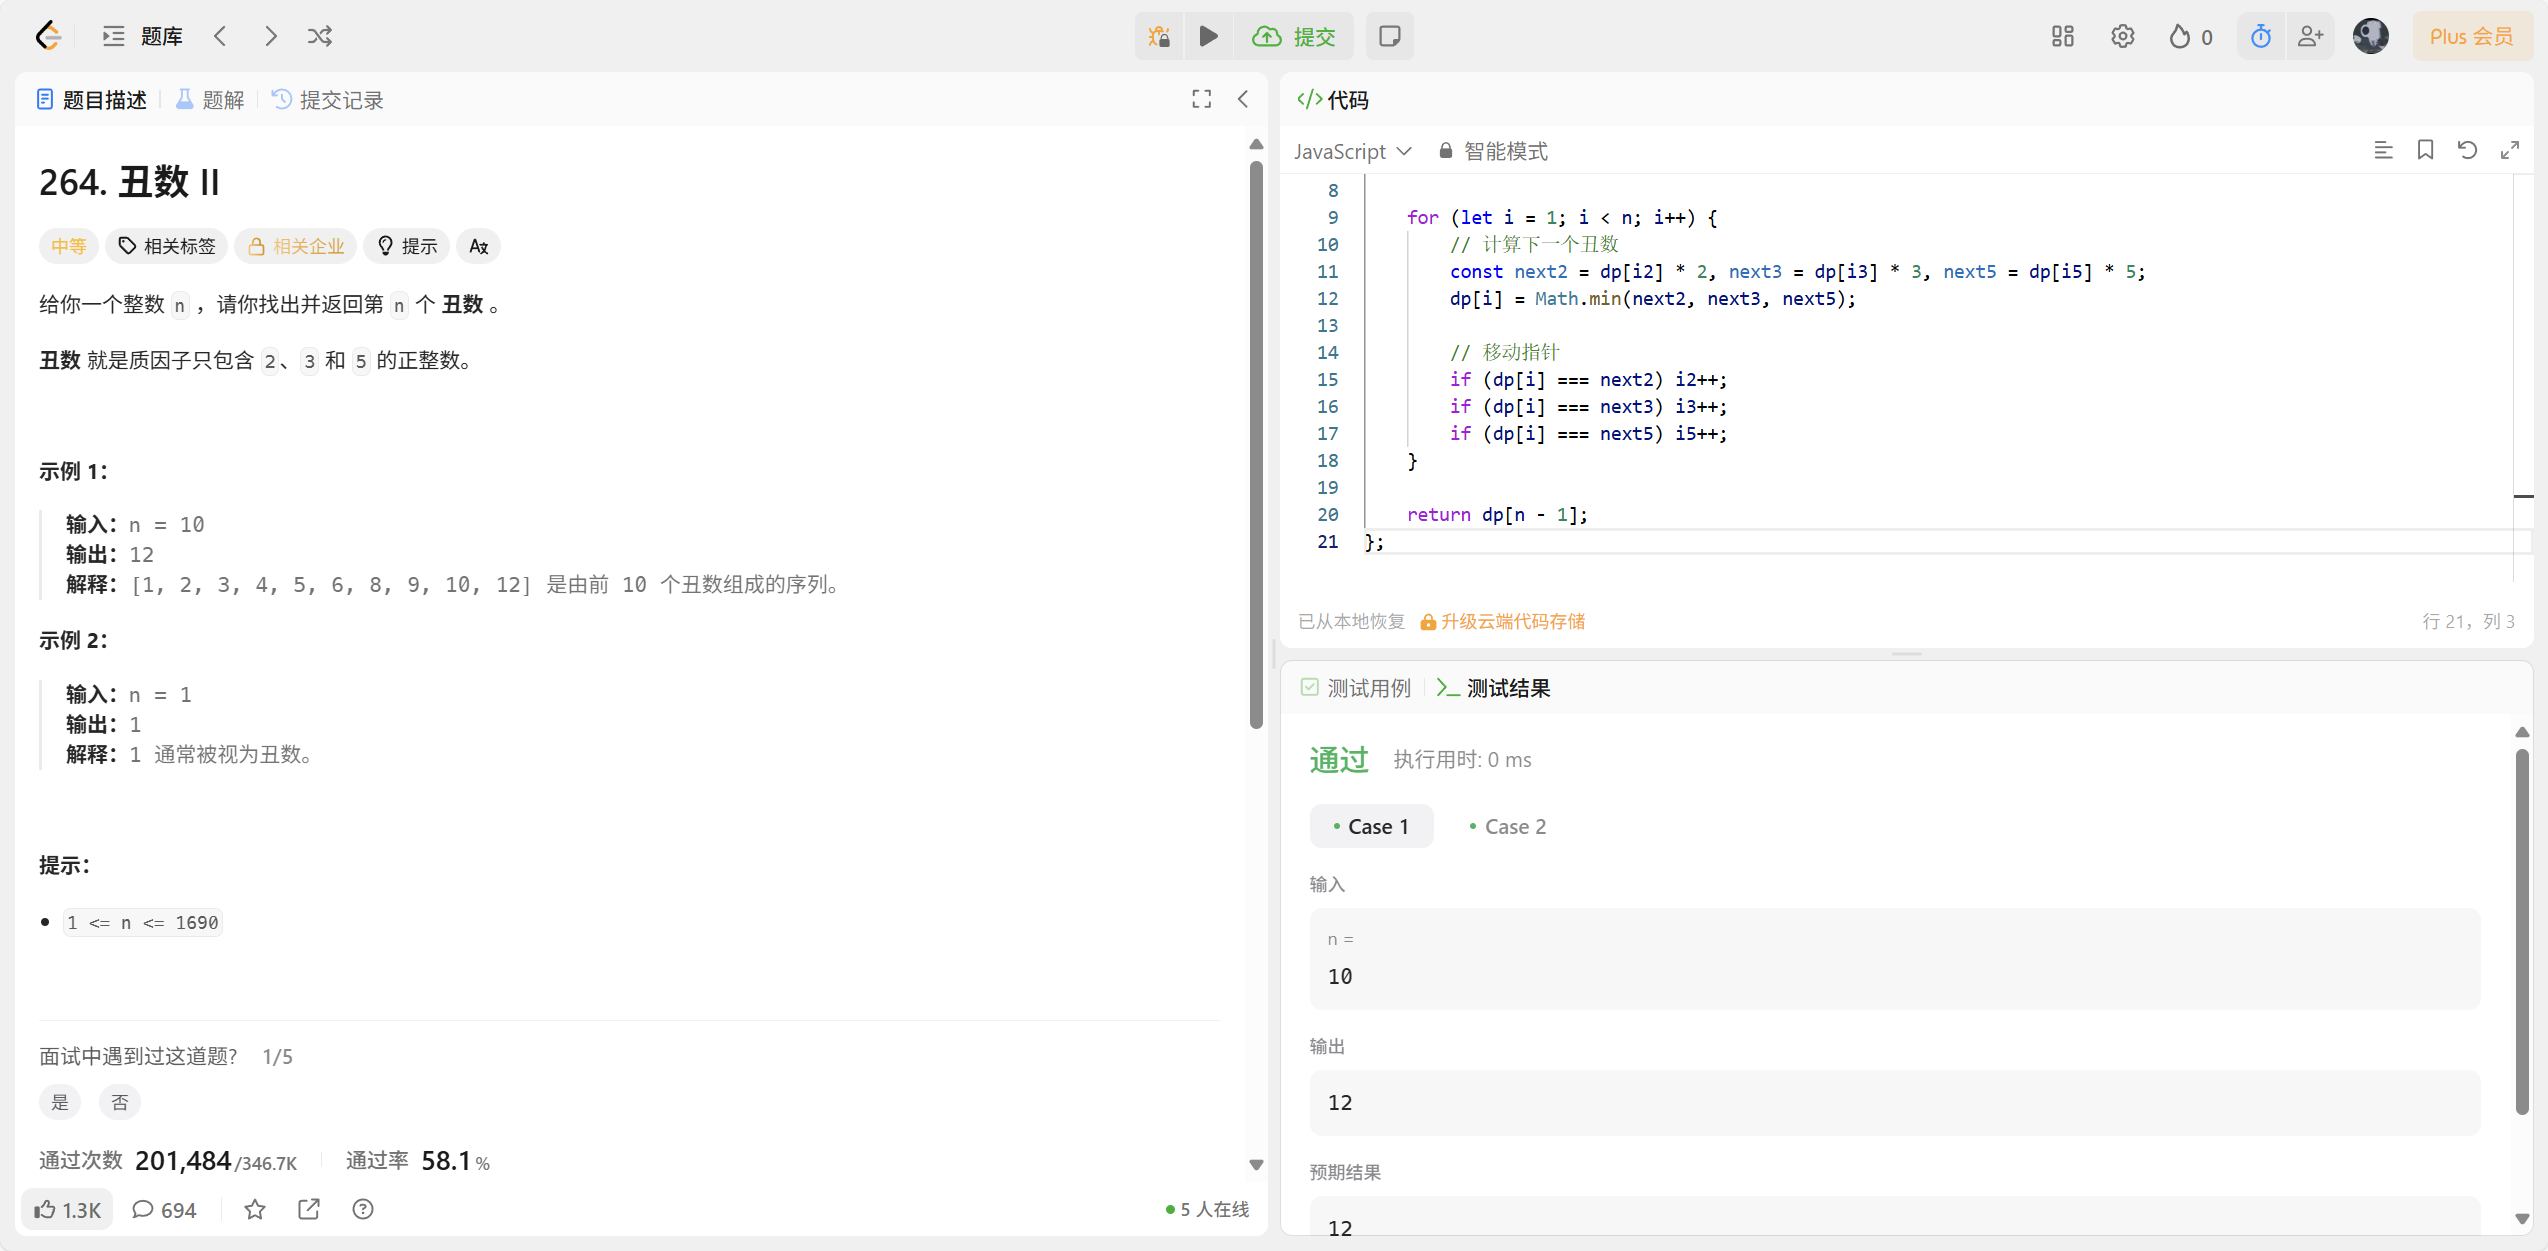 题库
提交
0
Plus 会员
题目描述
题解
提交记录
264. 丑数 II
中等
相关标签
相关企业
提示
给你一个整数 n ，请你找出并返回第 n 个 丑数 。
丑数 就是质因子只包含 2、3 和 5 的正整数。
示例 1：
输入：n = 10
输出：12
解释：[1, 2, 3, 4, 5, 6, 8, 9, 10, 12] 是由前 10 个丑数组成的序列。
示例 2：
输入：n = 1
输出：1
解释：1 通常被视为丑数。
提示：
1 <= n <= 1690
面试中遇到过这道题? 1/5
是
否
通过次数 201,484/346.7K
通过率 58.1%
1.3K
694
5 人在线
</> 代码
JavaScript
智能模式
8
9 for (let i = 1; i < n; i++) {
10 // 计算下一个丑数
11 const next2 = dp[i2] * 2, next3 = dp[i3] * 3, next5 = dp[i5] * 5;
12 dp[i] = Math.min(next2, next3, next5);
13
14 // 移动指针
15 if (dp[i] === next2) i2++;
16 if (dp[i] === next3) i3++;
17 if (dp[i] === next5) i5++;
18 }
19
20 return dp[n - 1];
21 };
已从本地恢复
升级云端代码存储
行 21，列 3
测试用例
测试结果
通过
执行用时: 0 ms
Case 1
Case 2
输入
n =
10
输出
12
预期结果
12